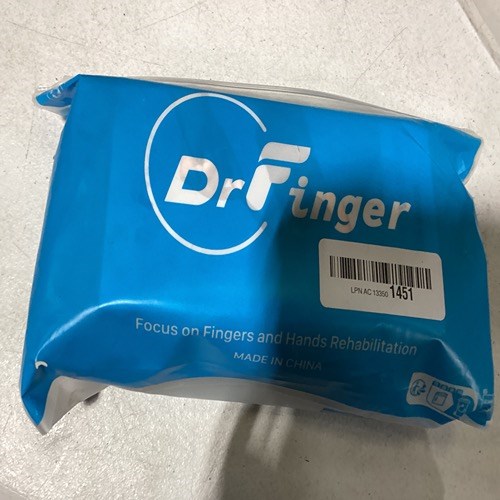 DrFinger
LPN AC 13350 1451
Focus on Fingers and Hands Rehabilitation
MADE IN CHINA